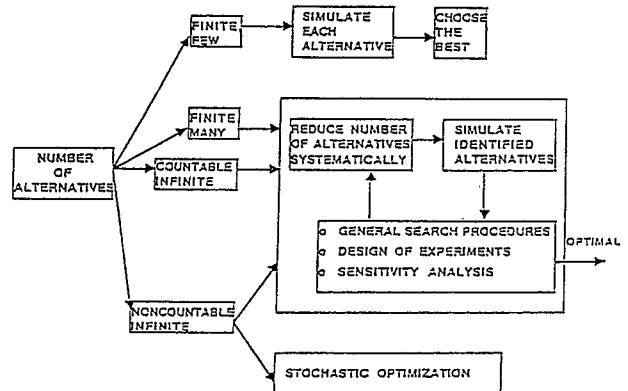 FINITE
FEW
SIMULATE
EACH
ALTERNATIVE
CHOOSE
THE
BEST
FINITE
MANY
NUMBER
OF
ALTERNATIVES
COUNTABLE
INFINITE
REDUCE NUMBER
OF ALTERNATIVES
SYSTEMATICALLY
SIMULATE
IDENTIFIED
ALTERNATIVES
GENERAL SEARCH PROCEDURES
DESIGN OF EXPERIMENTS
SENSITIVITY ANALYSIS
OPTIMAL
NONCOUNTABLE
INFINITE
STOCHASTIC OPTIMIZATION